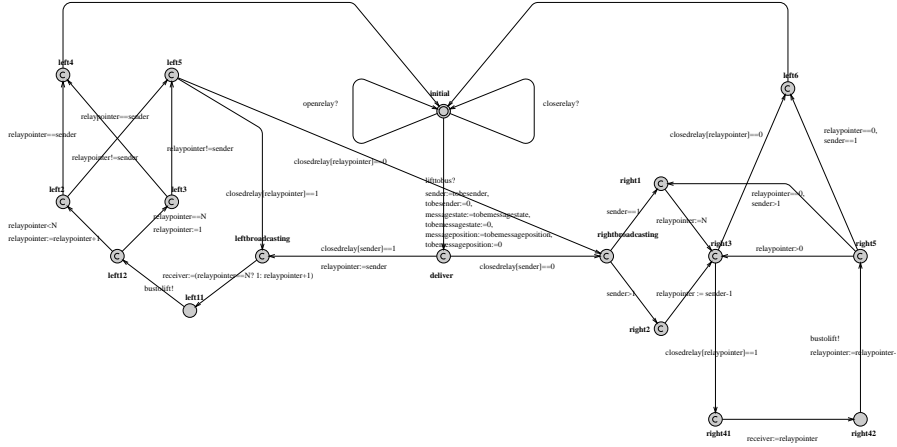 left4
left5
left6
initial
openrelay?
closerelay?
relaypointer==sender
relaypointer==sender
relaypointer!=sender
relaypointer!=sender
closedrelay[relaypointer]==0
closedrelay[relaypointer]==0
relaypointer==0,
sender==1
left2
left3
closedrelay[relaypointer]==1
lifttobus?
sender:=tobesender,
tobesender:=0,
messagestate:=tobemessagestate,
tobemessagestate:=0,
messageposition:=tobemessageposition,
tobemessageposition:=0
right1
relaypointer==0,
sender>1
relaypointer<N
relaypointer:=relaypointer+1
relaypointer==N
relaypointer:=1
sender==1
relaypointer:=N
leftbroadcasting
rightbroadcasting
right3
right5
closedrelay[sender]==1
relaypointer:=sender
closedrelay[sender]==0
relaypointer>0
left12
deliver
receiver:=(relaypointer==N? 1: relaypointer+1)
bustolift!
left11
sender>1
relaypointer := sender-1
right2
closedrelay[relaypointer]==1
bustolift!
relaypointer:=relaypointer-
right41
receiver:=relaypointer
right42
C
C
C
C
C
C
C
C
C
C
C
C
C
C